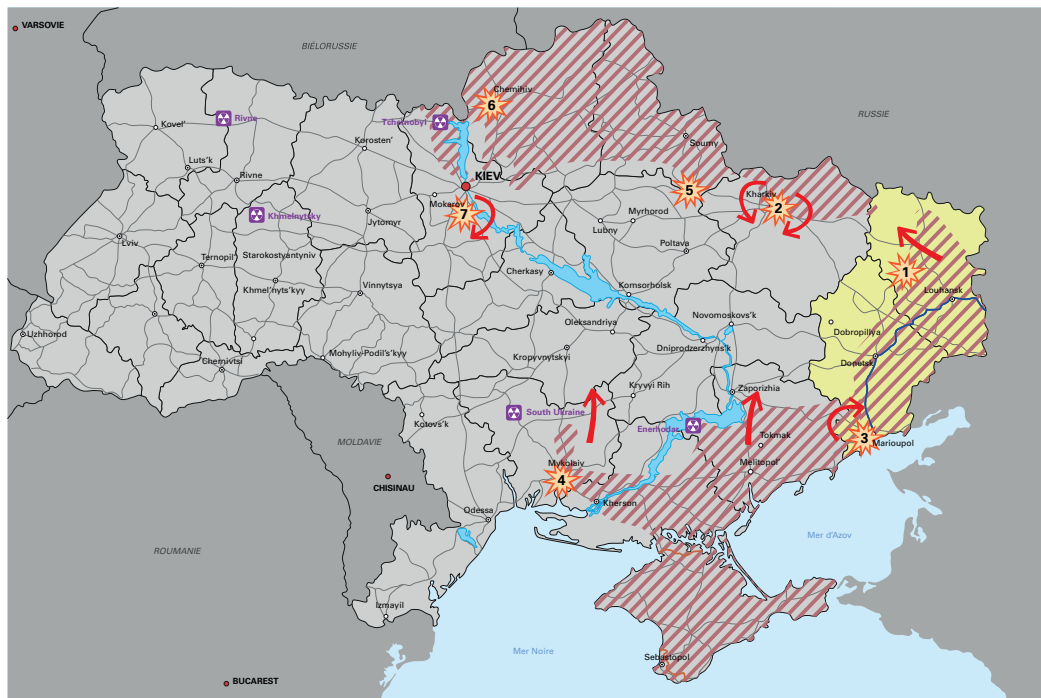 VARSOVIE
BIÉLORUSSIE
RUSSIE
Chernihiv
6
Tchernobyl
Rivne
Kovel'
Korosten'
Soumy
Luts'k
Rivne
KIEV
5
Kharkiv
2
Mokarov
7
Khmelnytsky
Jytomyr
Myrhorod
Lubny
Poltava
Lviv
Ternopil'
Starokostyantyniv
Cherkasy
1
Khmel'nyts'kyy
Vinnytsya
Komsorholsk
Louhansk
Novomoskovs'k
Oleksandriya
Dobropillya
Uzhhorod
Chernivtsi
Mohyliv-Podil's'kyy
Kropyvnytskyi
Dniprodzerzhyns'k
Donetsk
Kryvyi Rih
Zaporizhia
South Ukraine
Kotovs'k
Enerhodar
MOLDAVIE
Tokmak
3
Marioupol
Mykolaiv
4
Melitopol'
CHISINAU
Kherson
Odessa
Mer d'Azov
ROUMANIE
Izmayil
Mer Noire
Sebastopol
BUCAREST